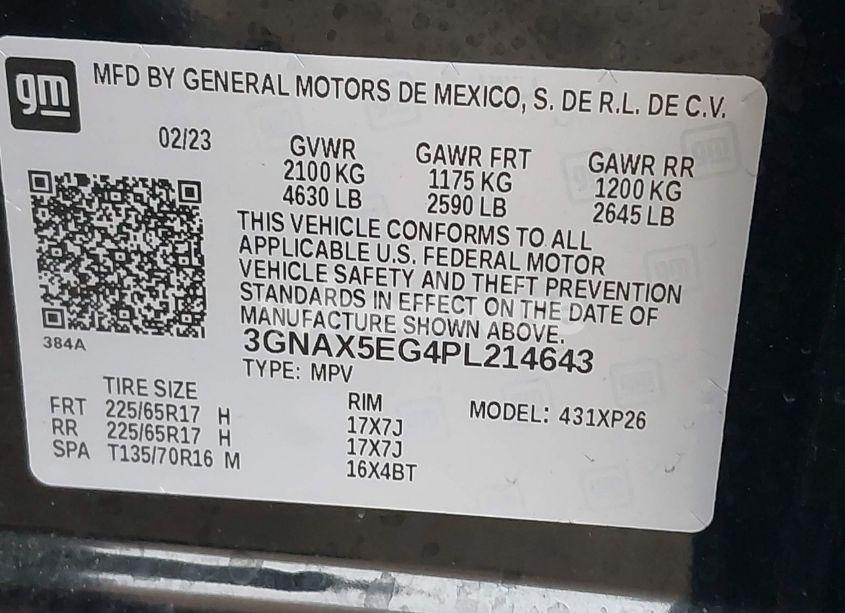 gm
MFD BY GENERAL MOTORS DE MEXICO, S. DE R.L. DE C.V.
02/23
GVWR GAWR FRT GAWR RR
2100 KG 1175 KG 1200 KG
4630 LB 2590 LB 2645 LB
THIS VEHICLE CONFORMS TO ALL
APPLICABLE U.S. FEDERAL MOTOR
VEHICLE SAFETY AND THEFT PREVENTION
STANDARDS IN EFFECT ON THE DATE OF
MANUFACTURE SHOWN ABOVE.
384A
3GNAX5EG4PL214643
TYPE: MPV
TIRE SIZE RIM MODEL: 431XP26
FRT 225/65R17 H 17X7J
RR 225/65R17 H 17X7J
SPA T135/70R16 M 16X4BT